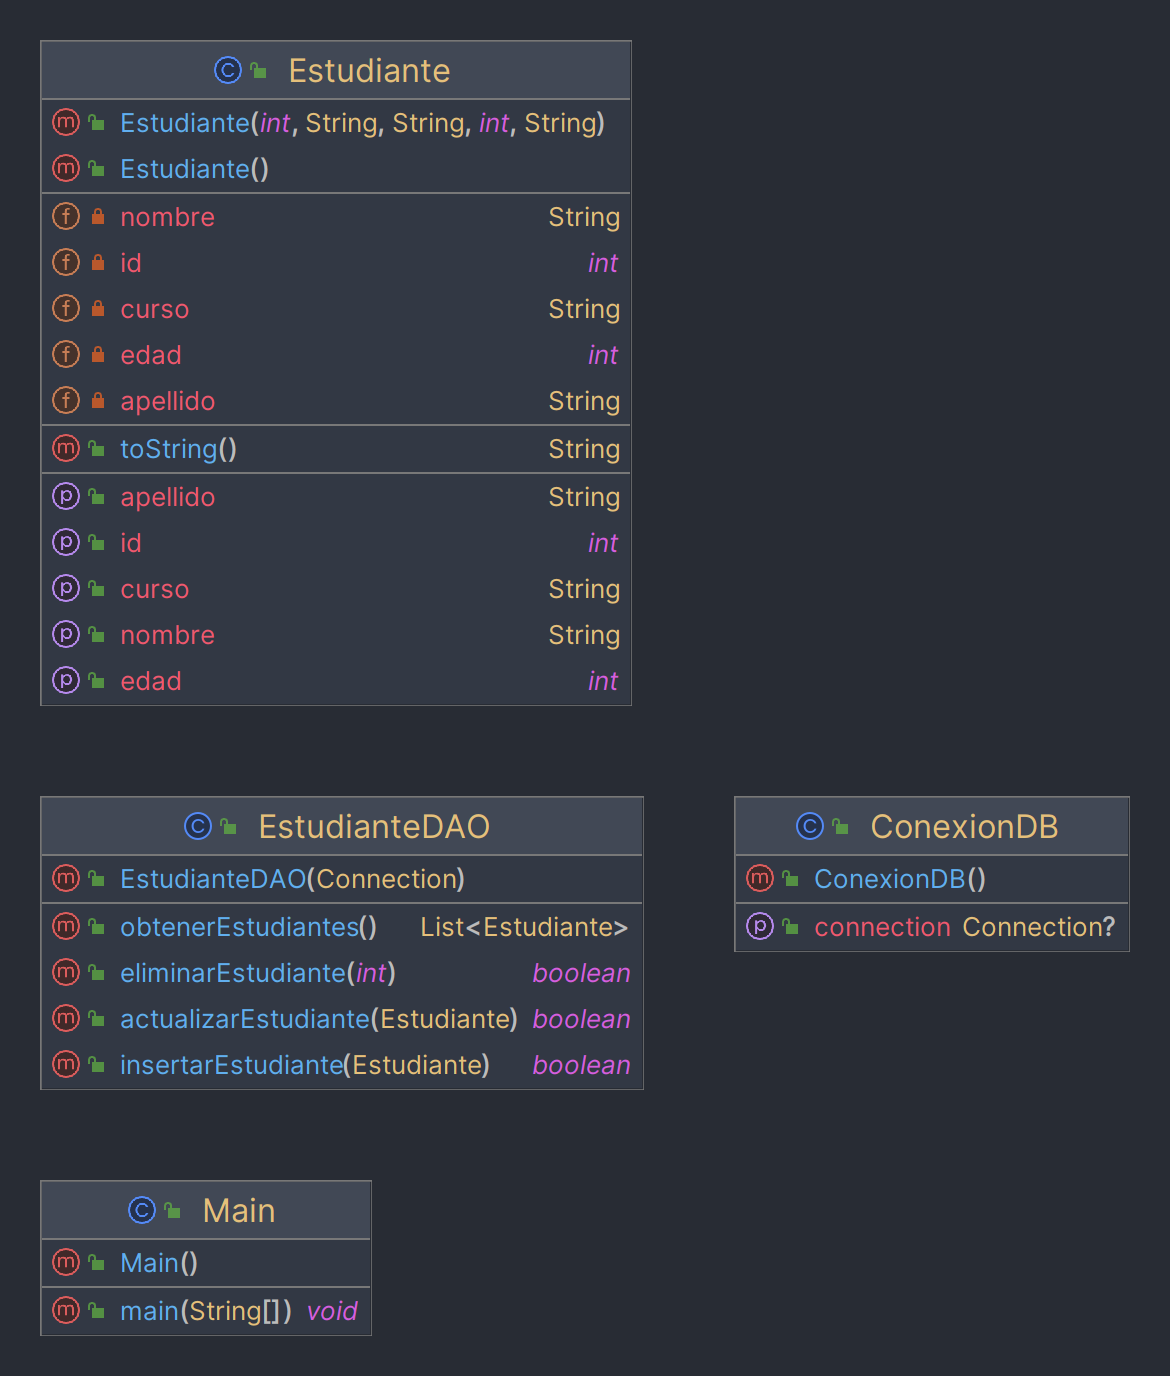 Estudiante
Estudiante(int, String, String, int, String)
Estudiante()
nombre String
id int
curso String
edad int
apellido String
toString() String
apellido String
id int
curso String
nombre String
edad int
EstudianteDAO
EstudianteDAO(Connection)
obtenerEstudiantes() List<Estudiante>
eliminarEstudiante(int) boolean
actualizarEstudiante(Estudiante) boolean
insertarEstudiante(Estudiante) boolean
ConexionDB
ConexionDB()
connection Connection?
Main
Main()
main(String[]) void